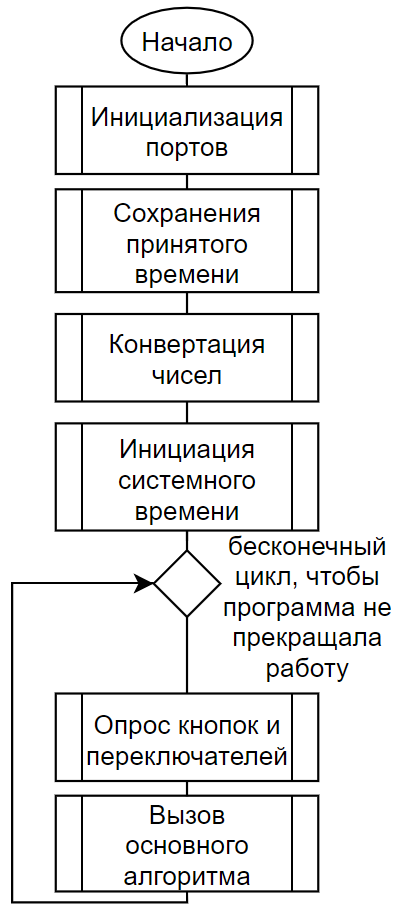 Начало
Инициализация
портов
Сохранения
принятого
времени
Конвертация
чисел
Инициация
системного
времени
бесконечный
цикл, чтобы
программа не
прекращала
работу
Опрос кнопок и
переключателей
Вызов
основного
алгоритма